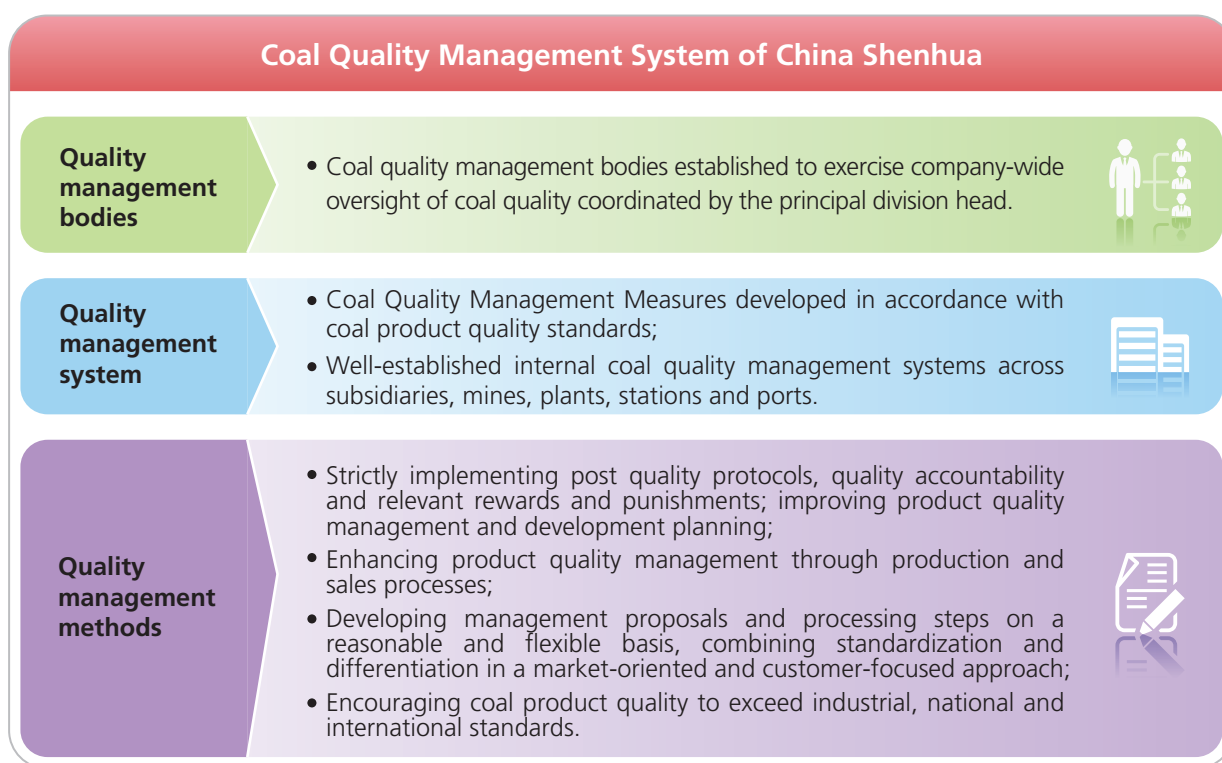 Coal Quality Management System of China Shenhua
Quality
management
bodies
• Coal quality management bodies established to exercise company-wide
oversight of coal quality coordinated by the principal division head.
Quality
management
system
• Coal Quality Management Measures developed in accordance with
coal product quality standards;
• Well-established internal coal quality management systems across
subsidiaries, mines, plants, stations and ports.
Quality
management
methods
• Strictly implementing post quality protocols, quality accountability
and relevant rewards and punishments; improving product quality
management and development planning;
• Enhancing product quality management through production and
sales processes;
• Developing management proposals and processing steps on a
reasonable and flexible basis, combining standardization and
differentiation in a market-oriented and customer-focused approach;
• Encouraging coal product quality to exceed industrial, national and
international standards.